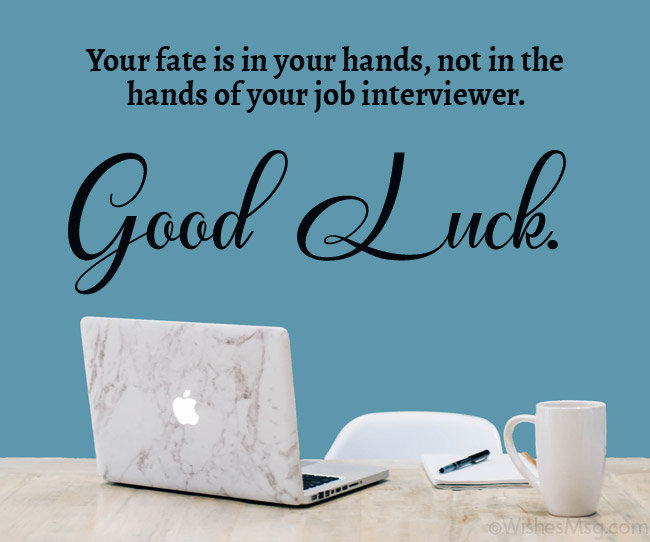 Your fate is in your hands, not in the
hands of your job interviewer.
Good Luck.
©WishesMsg.com